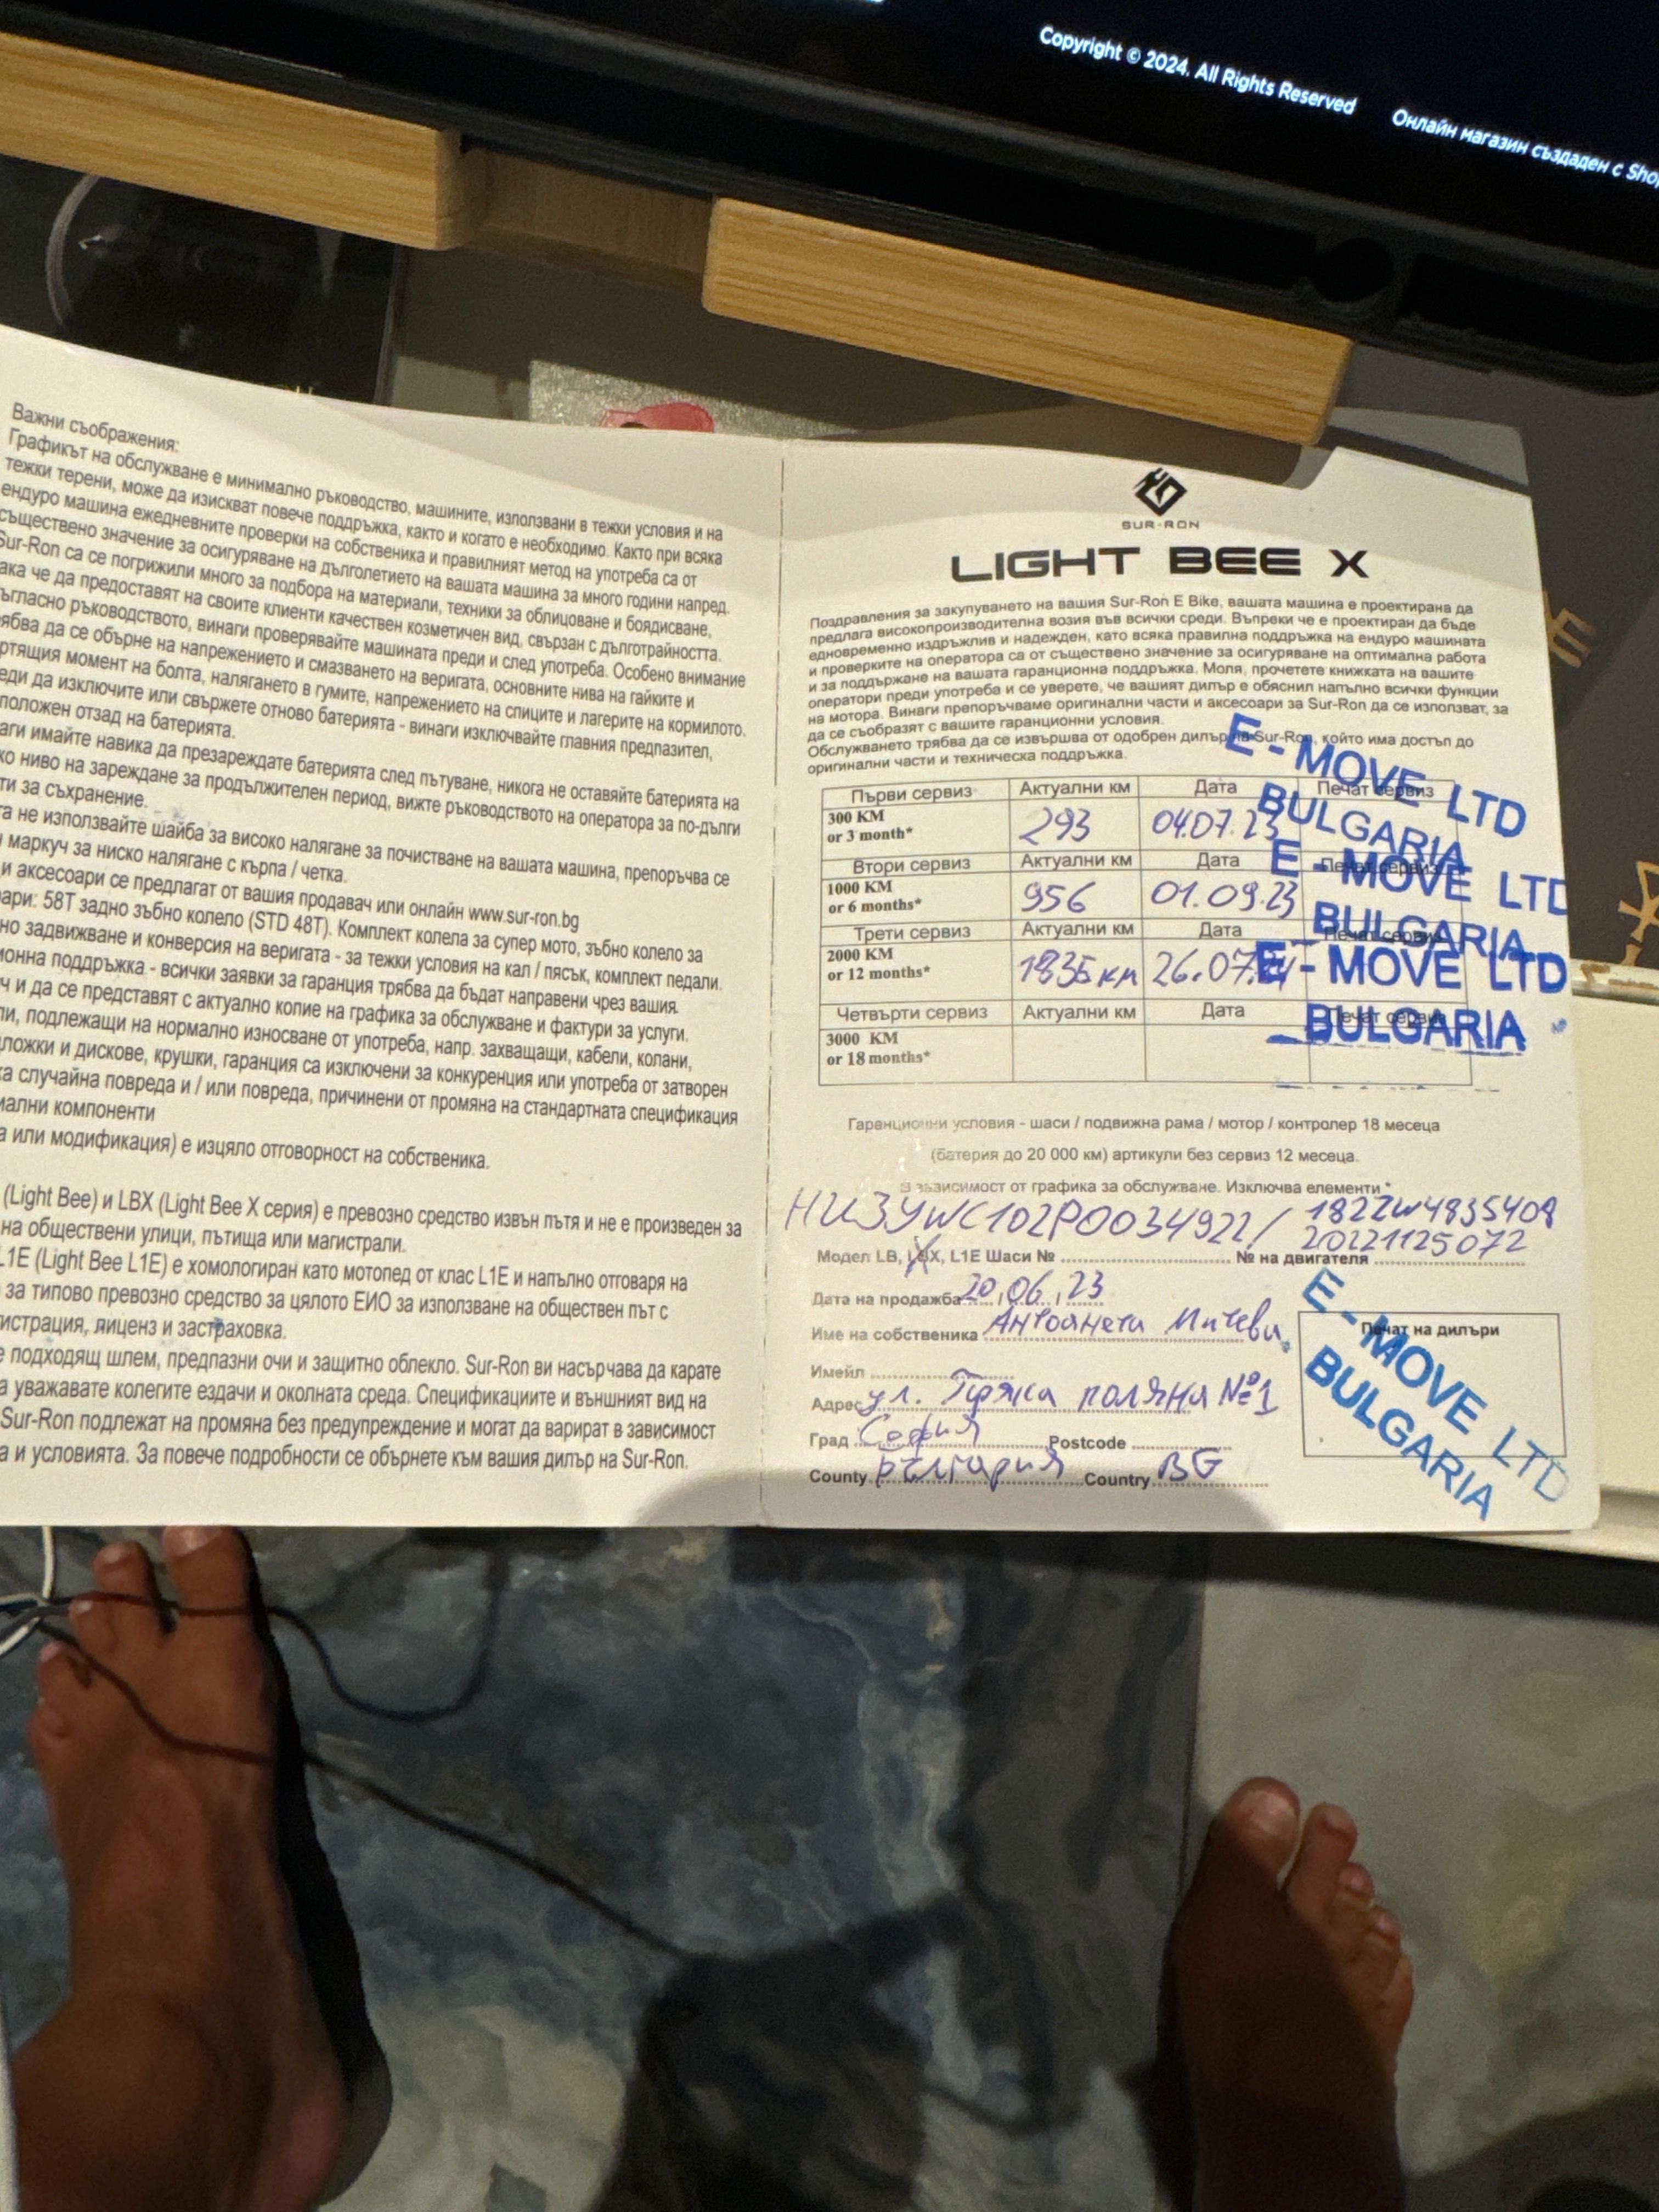 Copyright © 2024. All Rights Reserved
Онлайн магазин създаден с Sho
Важни съображения:
Графикът на обслужване е минимално ръководство, машините, използвани в тежки условия и на
тежки терени, може да изискват повече поддръжка, както и когато е необходимо. Както при всяка
ендуро машина ежедневните проверки на собственика и правилният метод на употреба са от
съществено значение за осигуряване на дълголетието на вашата машина за много години напред.
Sur-Ron са се погрижили много за подбора на материали, техники за облицоване и боядисване,
ака че да предоставят на своите клиенти качествен козметичен вид, свързан с дълготрайността.
ъгласно ръководството, винаги проверявайте машината преди и след употреба. Особено внимание
ябва да се обърне на напрежението и смазването на веригата, основните нива на гайките и
ртящия момент на болта, налягането в гумите, напрежението на спиците и лагерите на кормилото.
еди да изключите или свържете отново батерията - винаги изключвайте главния предпазител,
положен отзад на батерията.
аги имайте навика да презареждате батерията след пътуване, никога не оставяйте батерията на
ко ниво на зареждане за продължителен период, вижте ръководството на оператора за по-дълги
ти за съхранение.
га не използвайте шайба за високо налягане за почистване на вашата машина, препоръчва се
маркуч за ниско налягане с кърпа / четка.
и аксесоари се предлагат от вашия продавач или онлайн www.sur-ron.bg
ари: 58T задно зъбно колело (STD 48T). Комплект колела за супер мото, зъбно колело за
но задвижване и конверсия на веригата - за тежки условия на кал / пясък, комплект педали.
ионна поддръжка - всички заявки за гаранция трябва да бъдат направени чрез вашия
ч и да се представят с актуално копие на графика за обслужване и фактури за услуги.
ли, подлежащи на нормално износване от употреба, напр. захващащи, кабели, колани,
ложки и дискове, крушки, гаранция са изключени за конкуренция или употреба от затворен
ка случайна повреда и / или повреда, причинени от промяна на стандартната спецификация
иални компоненти
а или модификация) е изцяло отговорност на собственика.
(Light Bee) и LBX (Light Bee X серия) е превозно средство извън пътя и не е произведен за
на обществени улици, пътища или магистрали.
L1E (Light Bee L1E) е хомологиран като мотопед от клас L1E и напълно отговаря на
за типово превозно средство за цялото ЕИО за използване на обществен път с
истрация, лиценз и застраховка.
е подходящ шлем, предпазни очи и защитно облекло. Sur-Ron ви насърчава да карате
а уважавате колегите ездачи и околната среда. Спецификациите и външният вид на
Sur-Ron подлежат на промяна без предупреждение и могат да варират в зависимост
а и условията. За повече подробности се обърнете към вашия дилър на Sur-Ron.
SUR-RON
LIGHT BEE X
Поздравления за закупуването на вашия Sur-Ron E Bike, вашата машина е проектирана да
предлага високопроизводителна возия във всички среди. Въпреки че е проектиран да бъде
едновременно издръжлив и надежден, като всяка правилна поддръжка на ендуро машината
и проверките на оператора са от съществено значение за осигуряване на оптимална работа
и за поддържане на вашата гаранционна поддръжка. Моля, прочетете книжката на вашите
оператори преди употреба и се уверете, че вашият дилър е обяснил напълно всички функции
на мотора. Винаги препоръчваме оригинални части и аксесоари за Sur-Ron да се използват, за
да се съобразят с вашите гаранционни условия.
Обслужването трябва да се извършва от одобрен дилър на Sur-Ron, който има достъп до
оригинални части и техническа поддръжка.
Първи сервиз Актуални км Дата Печат сервиз
300 KM
or 3 month* 293 04.07.23 E-MOVE LTD BULGARIA
Втори сервиз Актуални км Дата Печат сервиз
1000 KM
or 6 months* 956 01.09.23 E-MOVE LTD BULGARIA
Трети сервиз Актуални км Дата Печат сервиз
2000 KM
or 12 months* 1835 км 26.07. E-MOVE LTD BULGARIA
Четвърти сервиз Актуални км Дата Печат сервиз
3000 KM
or 18 months*
Гаранционни условия - шаси / подвижна рама / мотор / контролер 18 месеца
(батерия до 20 000 км) артикули без сервиз 12 месеца.
В зависимост от графика за обслужване. Изключва елементи *
HU3YWC102P0034922 / 1822W4835408
20221125072
Модел LB, LBX, L1E Шаси № № на двигателя
Дата на продажба 20.06.23
Име на собственика Антоанета
Имейл
Адрес ул. поляна №1
Град София Postcode
County България Country BG
Печат на дилъри
E-MOVE LTD
BULGARIA